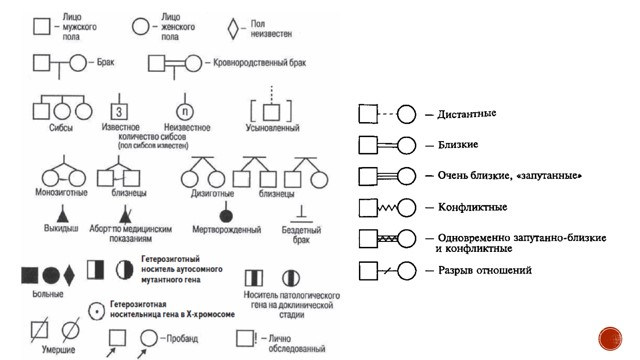 Лицо
мужского
пола
Лицо
женского
пола
Пол
неизвестен
– Брак
– Кровнородственный брак
Сибсы
3
Известное
количество сибсов
(пол сибсов известен)
n
Неизвестное
Усыновленный
Монозиготные близнецы
Дизиготные близнецы
Выкидыш
Аборт по медицинским
показаниям
Мертворожденный
Бездетный
брак
Больные
Гетерозиготный
носитель аутосомного
мутантного гена
Носитель патологического
гена на доклинической
стадии
Гетерозиготная
носительница гена в X-хромосоме
Умершие
– Пробанд
! – Лично
обследованный
– Дистантные
– Близкие
– Очень близкие, «запутанные»
– Конфликтные
– Одновременно запутанно-близкие
и конфликтные
– Разрыв отношений